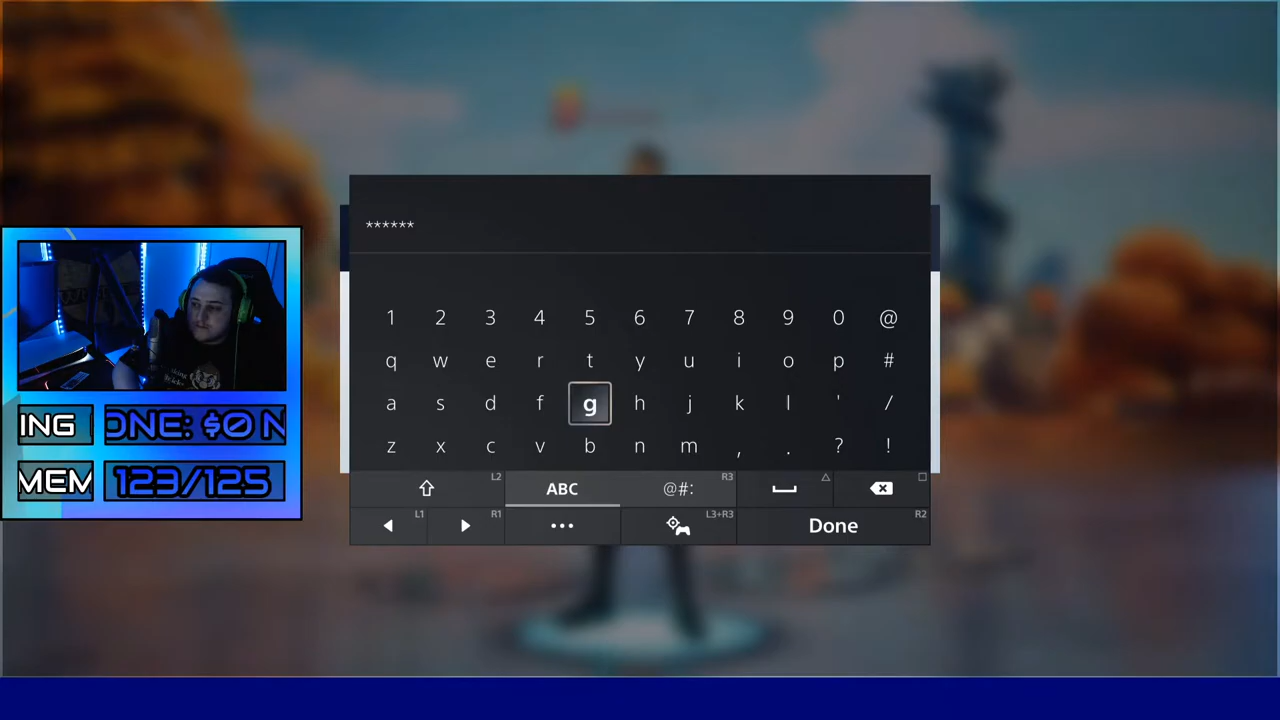 ******
1 2 3 4 5 6 7 8 9 0 @
q w e r t y u i o p #
a s d f g h j k l ' /
z x c v b n m , . ? !
L2 ABC @#: R3
L1 R1 ... L3+R3 Done R2
ING ONE: $0 N
MEM 123/125